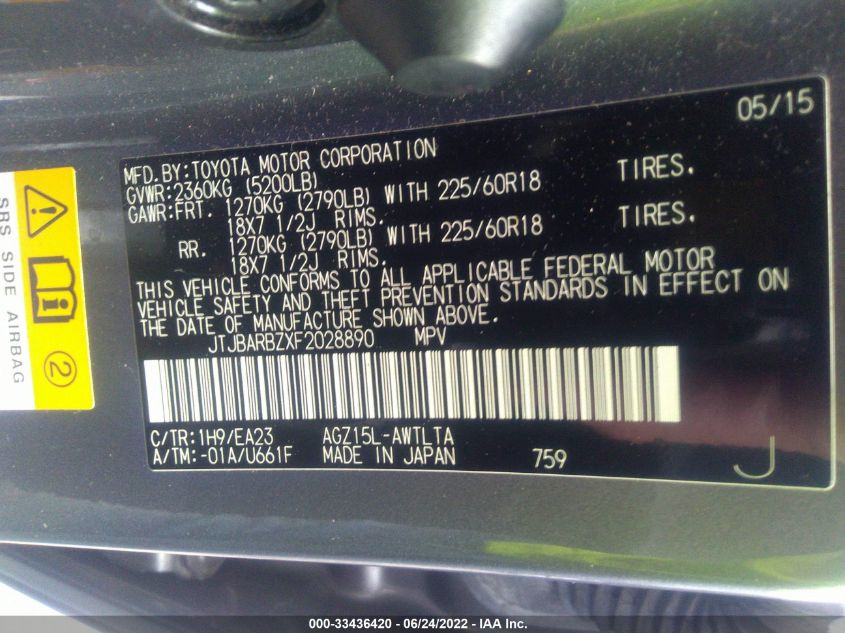 05/15
MFD.BY:TOYOTA MOTOR CORPORATION
GVWR:2360KG (5200LB)
GAWR:FRT. 1270KG (2790LB) WITH 225/60R18 TIRES.
18X7 1/2J RIMS.
RR. 1270KG (2790LB) WITH 225/60R18 TIRES.
18X7 1/2J RIMS.
THIS VEHICLE CONFORMS TO ALL APPLICABLE FEDERAL MOTOR
VEHICLE SAFETY AND THEFT PREVENTION STANDARDS IN EFFECT ON
THE DATE OF MANUFACTURE SHOWN ABOVE.
JTJBARBZXF2028890 MPV
C/TR:1H9/EA23 AGZ15L-AWTLTA
A/TM:-01A/U661F MADE IN JAPAN 759 J
SRS SIDE AIRBAG
2
000-33436420 - 06/24/2022 - IAA Inc.